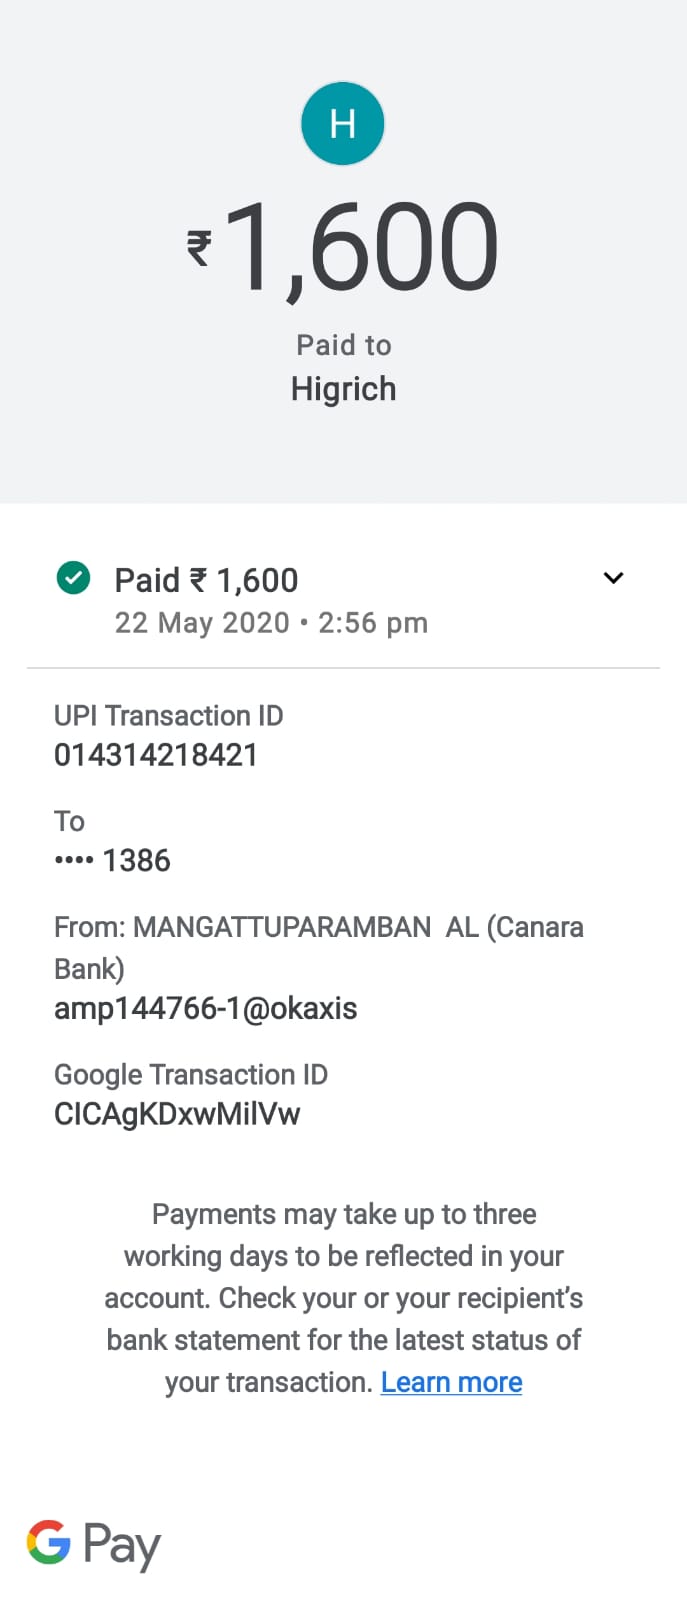 H
₹1,600
Paid to
Higrich
Paid ₹ 1,600
22 May 2020 • 2:56 pm
UPI Transaction ID
014314218421
To
•••• 1386
From: MANGATTUPARAMBAN  AL (Canara
Bank)
amp144766-1@okaxis
Google Transaction ID
CICAgKDxwMilVw
Payments may take up to three
working days to be reflected in your
account. Check your or your recipient’s
bank statement for the latest status of
your transaction. Learn more
G Pay